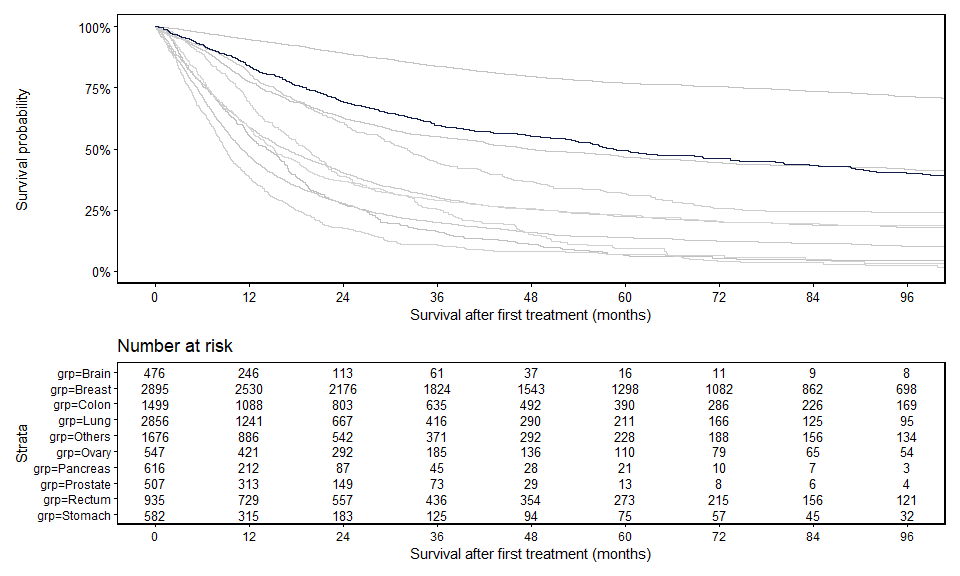 100%
75%
50%
25%
0%
Survival probability
0 12 24 36 48 60 72 84 96
Survival after first treatment (months)
Number at risk
Strata
grp=Brain 476 246 113 61 37 16 11 9 8
grp=Breast 2895 2530 2176 1824 1543 1298 1082 862 698
grp=Colon 1499 1088 803 635 492 390 286 226 169
grp=Lung 2856 1241 667 416 290 211 166 125 95
grp=Others 1676 886 542 371 292 228 188 156 134
grp=Ovary 547 421 292 185 136 110 79 65 54
grp=Pancreas 616 212 87 45 28 21 10 7 3
grp=Prostate 507 313 149 73 29 13 8 6 4
grp=Rectum 935 729 557 436 354 273 215 156 121
grp=Stomach 582 315 183 125 94 75 57 45 32
0 12 24 36 48 60 72 84 96
Survival after first treatment (months)